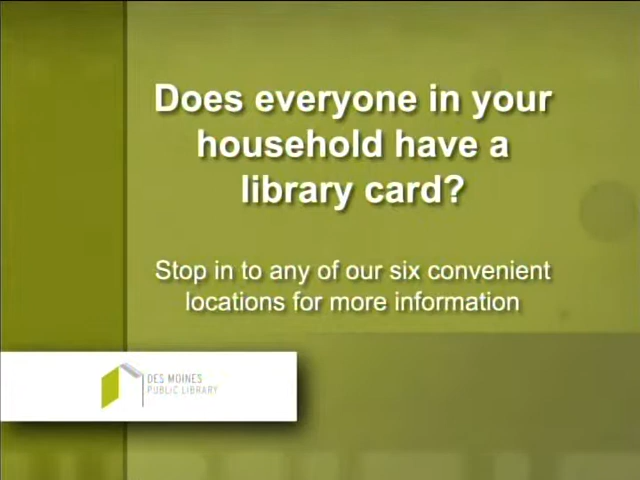 Does everyone in your
household have a
library card?
Stop in to any of our six convenient
locations for more information
DES MOINES
PUBLIC LIBRARY